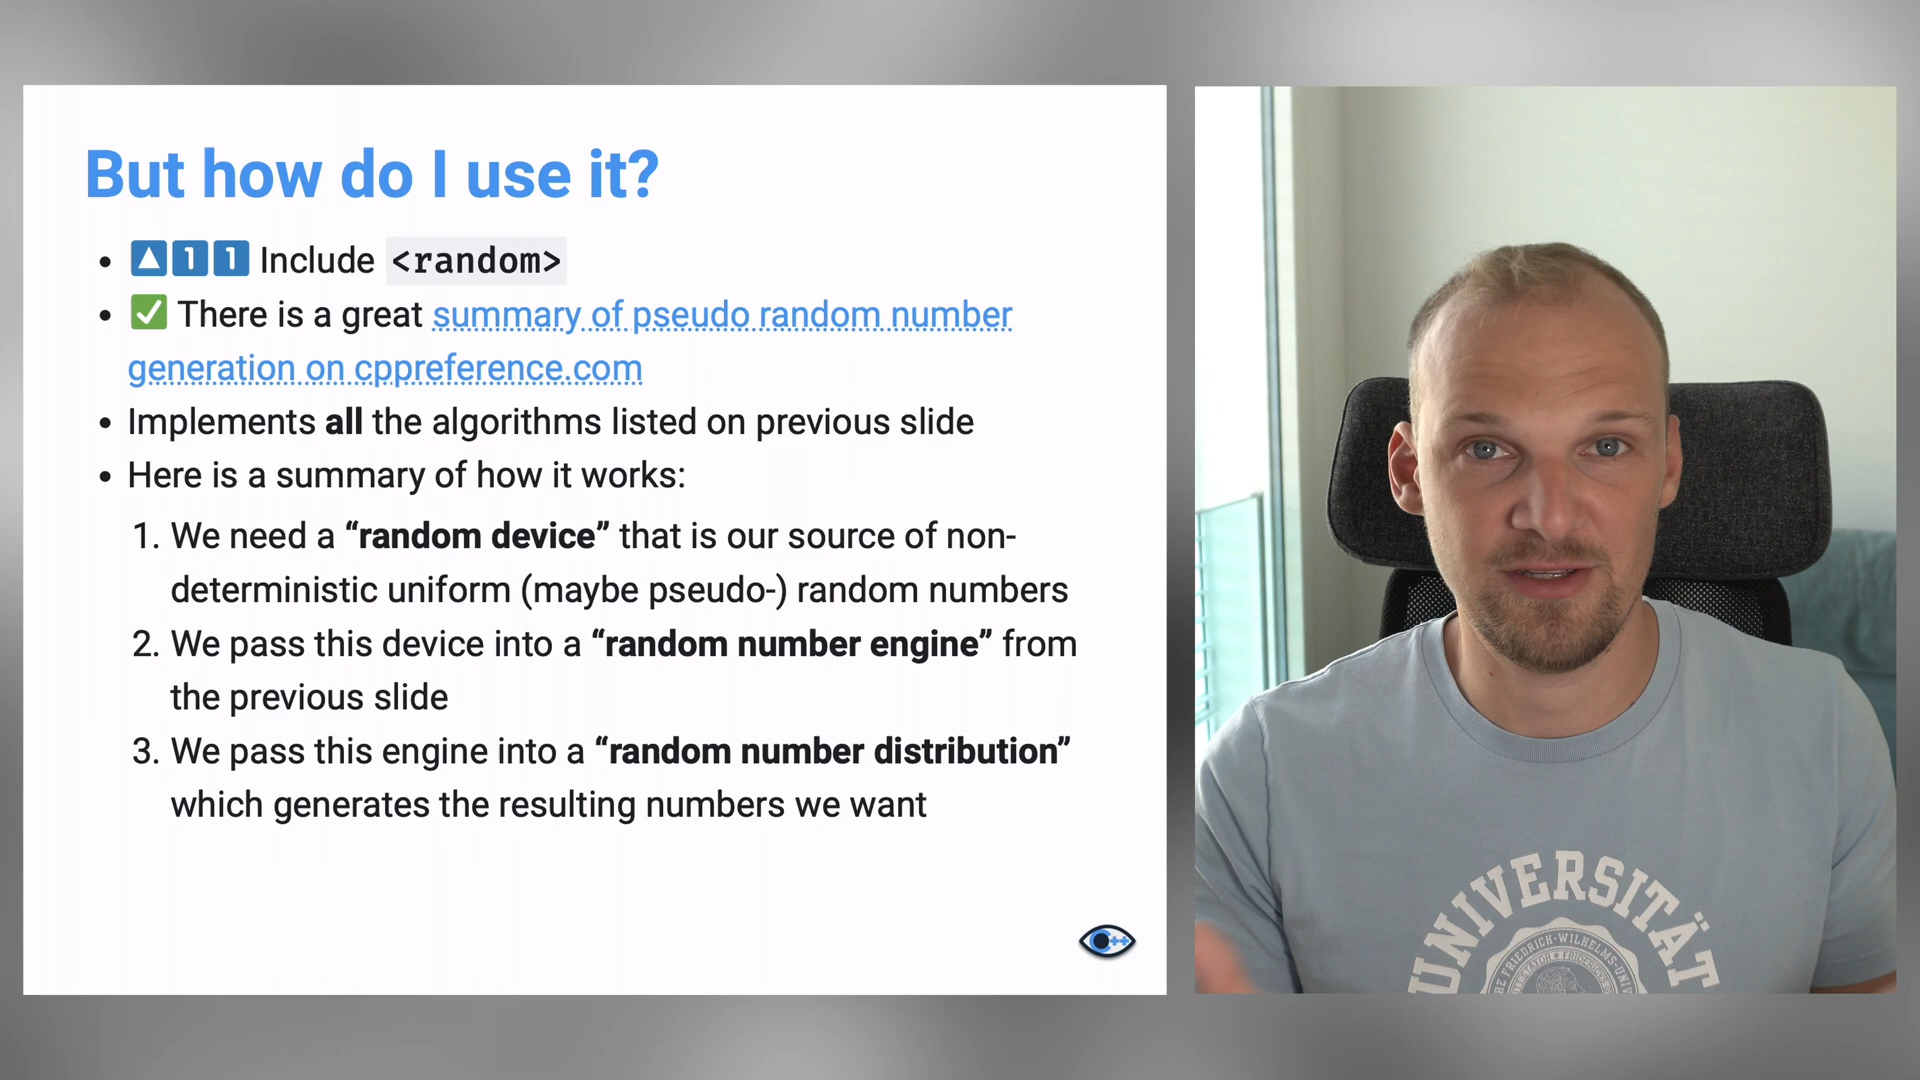 But how do I use it?
• 🔼1️⃣1️⃣ Include <random>
• ✅ There is a great summary of pseudo random number
generation on cppreference.com
• Implements all the algorithms listed on previous slide
• Here is a summary of how it works:
1. We need a “random device” that is our source of non-
deterministic uniform (maybe pseudo-) random numbers
2. We pass this device into a “random number engine” from
the previous slide
3. We pass this engine into a “random number distribution”
which generates the resulting numbers we want
C++
UNIVERSITÄT
FRIEDRICH-WILHELMS-UNIV